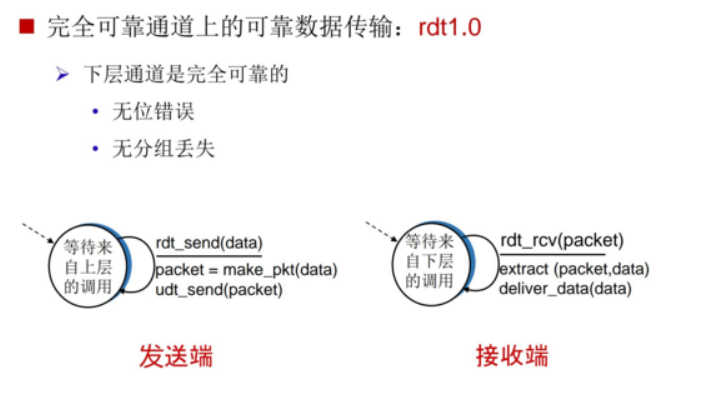 完全可靠通道上的可靠数据传输：rdt1.0
下层通道是完全可靠的
无位错误
无分组丢失
等待来
自上层
的调用
rdt_send(data)
packet = make_pkt(data)
udt_send(packet)
发送端
等待来
自下层
的调用
rdt_rcv(packet)
extract (packet,data)
deliver_data(data)
接收端